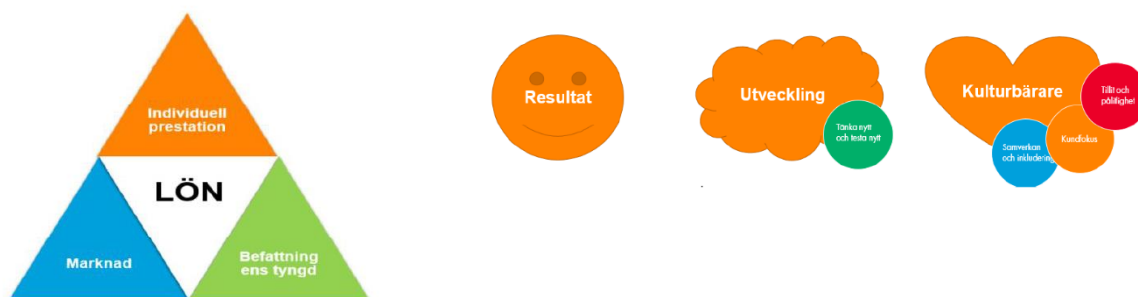 Individuell
prestation
LÖN
Marknad
Befattning
ens tyngd
Resultat
Utveckling
Tänka nytt
och testa nytt
Kulturbärare
Tillit och
pålitlighet
Kundfokus
Samverkan
och inkludering